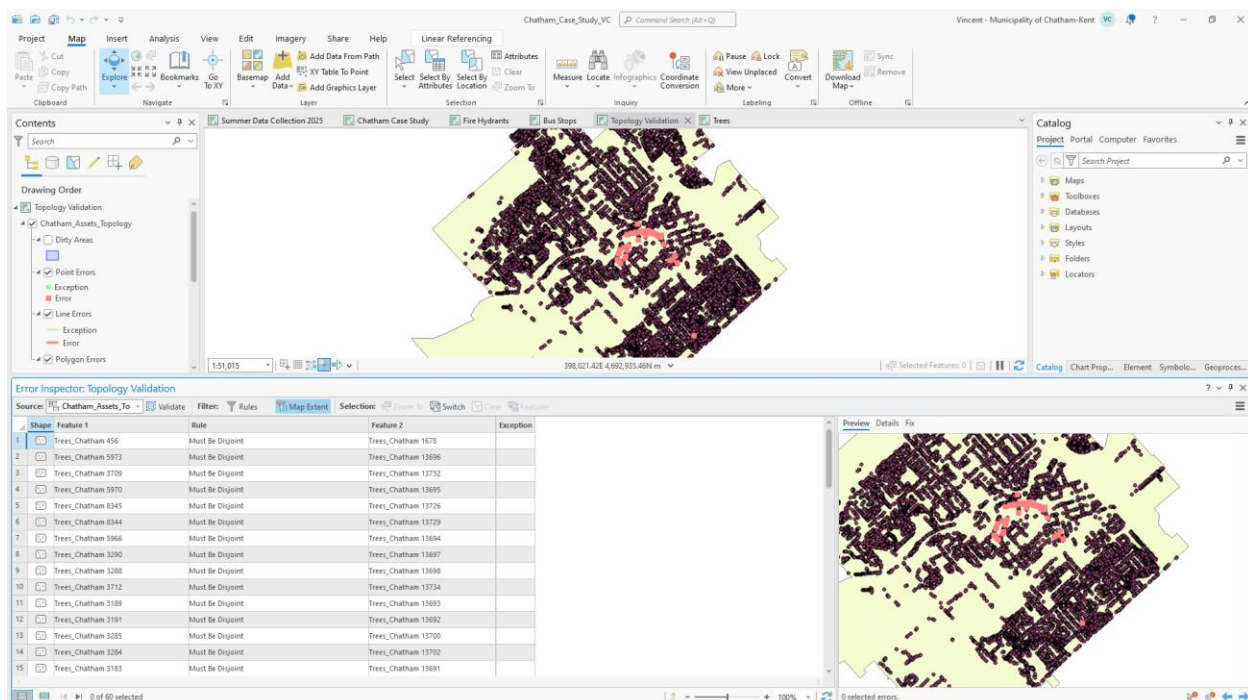 Chatham_Case_Study_VC
Command Search (Alt+Q)
Vincent - Municipality of Chatham-Kent
VC
?
Project Map Insert Analysis View Edit Imagery Share Help Linear Referencing
Paste
Cut
Copy
Copy Path
Clipboard
Explore
Bookmarks
Go To XY
Navigate
Basemap
Add Data
Add Data From Path
XY Table To Point
Add Graphics Layer
Layer
Select
Select By Attributes
Select By Location
Attributes
Clear
Zoom To
Selection
Measure
Locate
Infographics
Coordinate Conversion
Inquiry
Pause
Lock
View Unplaced
More
Convert
Labeling
Download Map
Sync
Remove
Offline
Contents
Search
Drawing Order
Topology Validation
Chatham_Assets_Topology
Dirty Areas
Point Errors
Exception
Error
Line Errors
Exception
Error
Polygon Errors
Summer Data Collection 2025
Chatham Case Study
Fire Hydrants
Bus Stops
Topology Validation
Trees
1:51,015
398,021.42E 4,692,935.46N m
Selected Features: 0
Catalog
Project Portal Computer Favorites
Search Project
Maps
Toolboxes
Databases
Layouts
Styles
Folders
Locators
Catalog Chart Prop... Element Symbolo... Geoproces...
Error Inspector: Topology Validation
Source: Chatham_Assets_To Validate Filter: Rules Map Extent Selection: Zoom To Switch Clear Features
Shape Feature 1 Rule Feature 2 Exception
1 Trees_Chatham 456 Must Be Disjoint Trees_Chatham 1678
2 Trees_Chatham 5973 Must Be Disjoint Trees_Chatham 13696
3 Trees_Chatham 3709 Must Be Disjoint Trees_Chatham 13732
4 Trees_Chatham 5970 Must Be Disjoint Trees_Chatham 13695
5 Trees_Chatham 8345 Must Be Disjoint Trees_Chatham 13726
6 Trees_Chatham 8344 Must Be Disjoint Trees_Chatham 13729
7 Trees_Chatham 5966 Must Be Disjoint Trees_Chatham 13694
8 Trees_Chatham 3290 Must Be Disjoint Trees_Chatham 13697
9 Trees_Chatham 3288 Must Be Disjoint Trees_Chatham 13698
10 Trees_Chatham 3712 Must Be Disjoint Trees_Chatham 13734
11 Trees_Chatham 3189 Must Be Disjoint Trees_Chatham 13693
12 Trees_Chatham 3191 Must Be Disjoint Trees_Chatham 13692
13 Trees_Chatham 3285 Must Be Disjoint Trees_Chatham 13700
14 Trees_Chatham 3284 Must Be Disjoint Trees_Chatham 13702
15 Trees_Chatham 3183 Must Be Disjoint Trees_Chatham 13691
Preview Details Fix
0 of 60 selected
100%
0 selected errors.